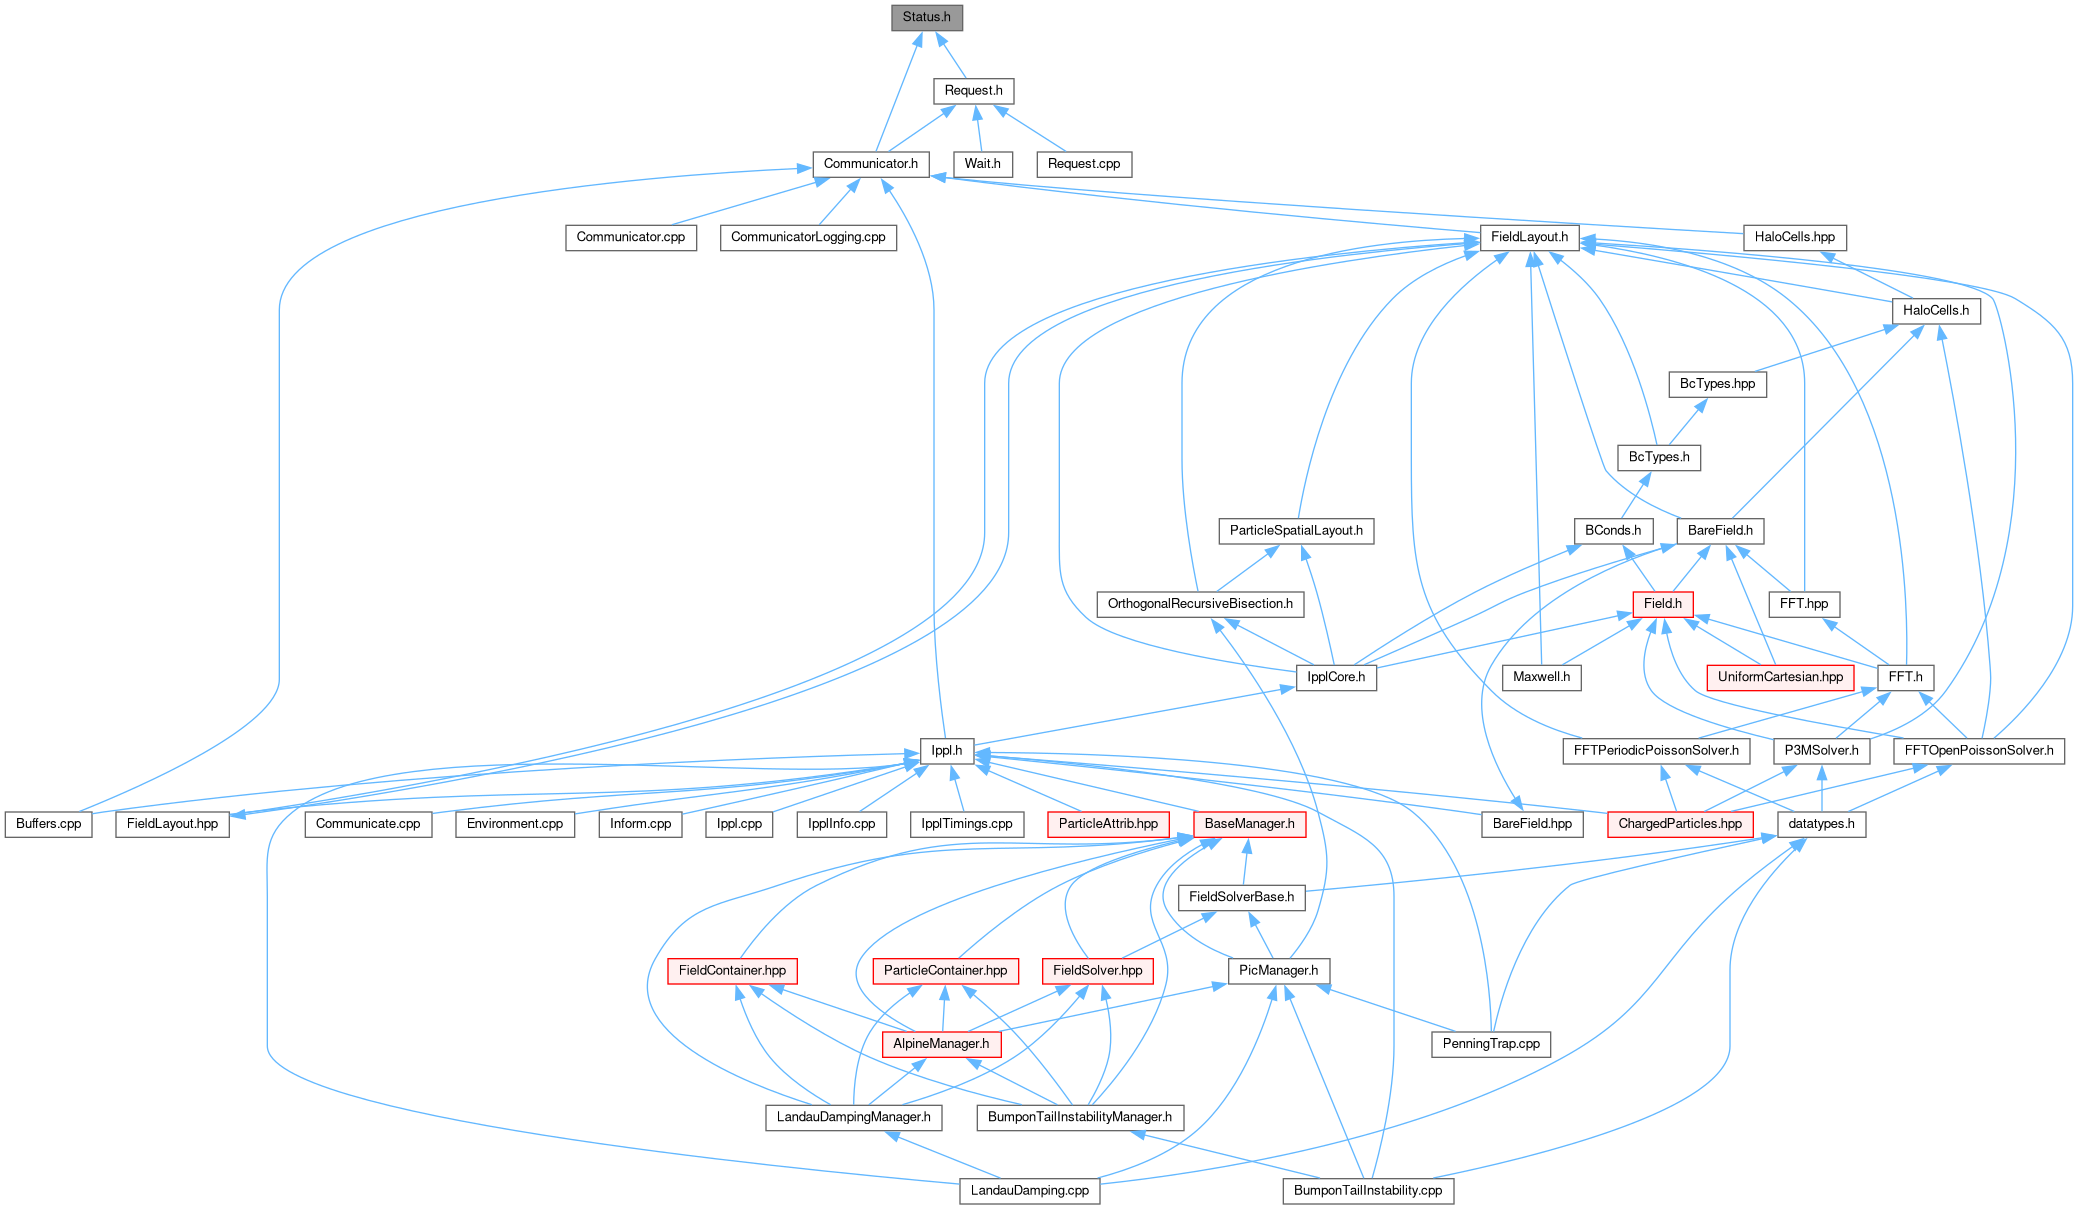 Status.h
Request.h
Communicator.h
Wait.h
Request.cpp
Communicator.cpp
CommunicatorLogging.cpp
FieldLayout.h
HaloCells.hpp
HaloCells.h
BcTypes.hpp
BcTypes.h
ParticleSpatialLayout.h
BConds.h
BareField.h
OrthogonalRecursiveBisection.h
Field.h
FFT.hpp
IpplCore.h
Maxwell.h
UniformCartesian.hpp
FFT.h
Ippl.h
FFTPeriodicPoissonSolver.h
P3MSolver.h
FFTOpenPoissonSolver.h
Buffers.cpp
FieldLayout.hpp
Communicate.cpp
Environment.cpp
Inform.cpp
Ippl.cpp
IpplInfo.cpp
IpplTimings.cpp
ParticleAttrib.hpp
BaseManager.h
BareField.hpp
ChargedParticles.hpp
datatypes.h
FieldSolverBase.h
FieldContainer.hpp
ParticleContainer.hpp
FieldSolver.hpp
PicManager.h
AlpineManager.h
PenningTrap.cpp
LandauDampingManager.h
BumponTailInstabilityManager.h
LandauDamping.cpp
BumponTailInstability.cpp